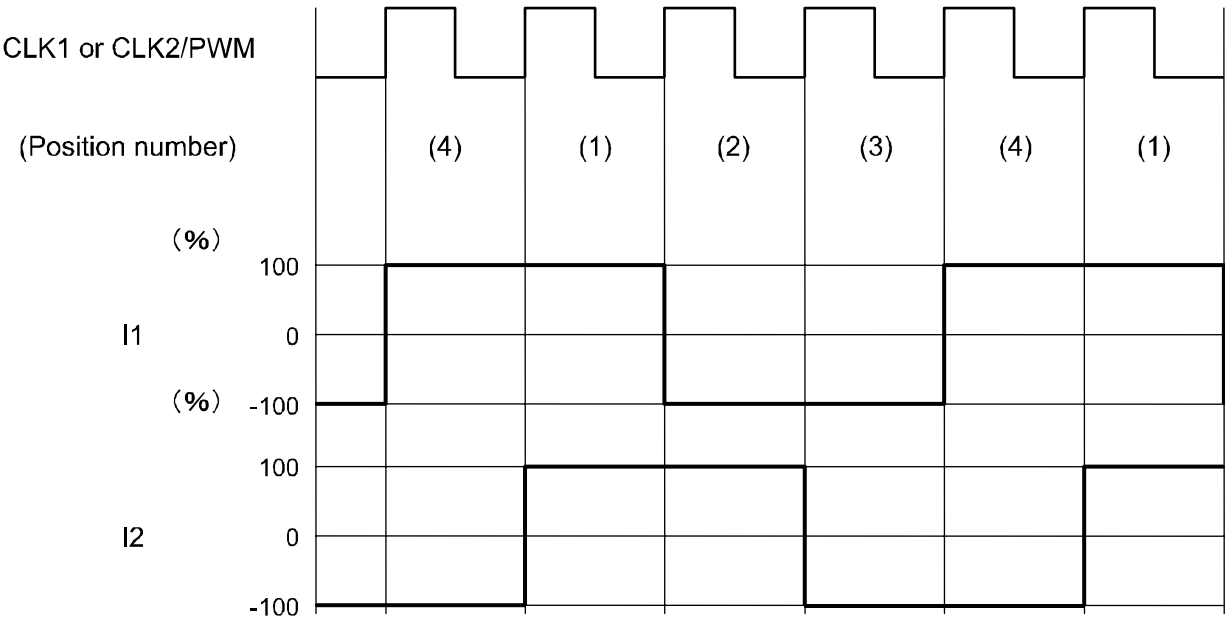 CLK1 or CLK2/PWM
(Position number) (4) (1) (2) (3) (4) (1)
（%）
100
I1 0
（%） -100
100
I2 0
-100